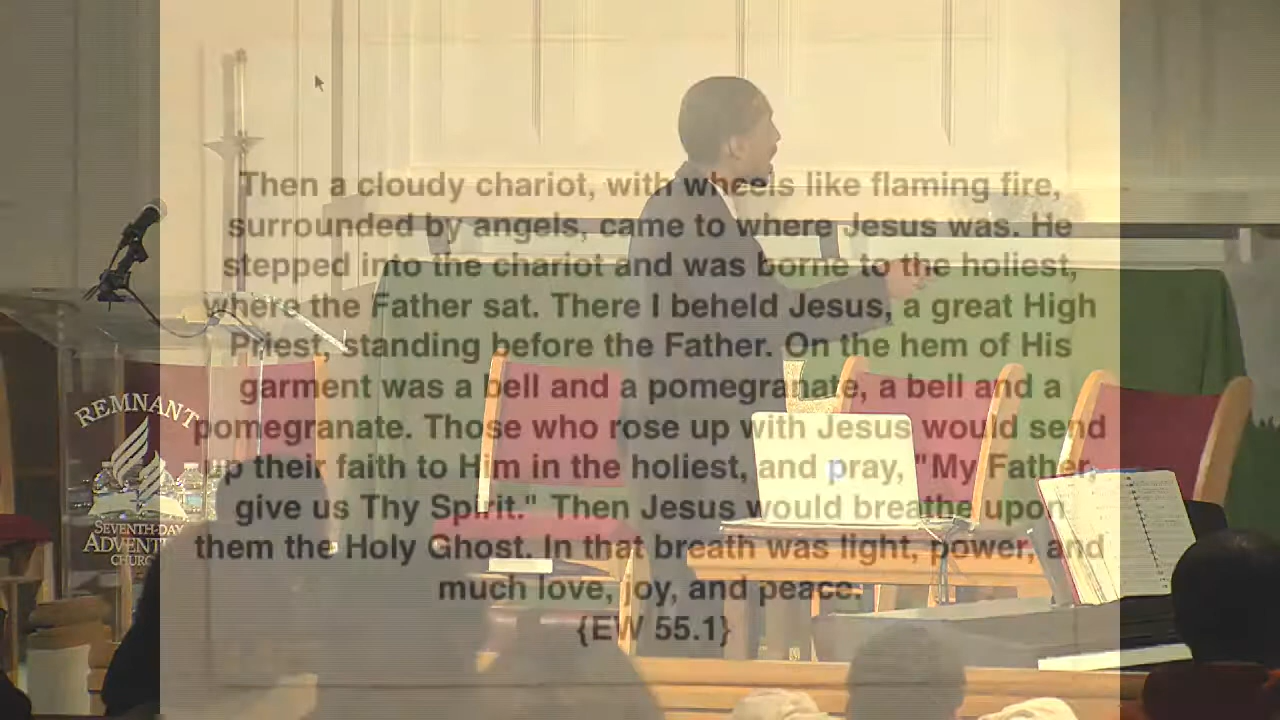 Then a cloudy chariot, with wheels like flaming fire,
surrounded by angels, came to where Jesus was. He
stepped into the chariot and was borne to the holiest,
where the Father sat. There I beheld Jesus, a great High
Priest, standing before the Father. On the hem of His
garment was a bell and a pomegranate, a bell and a
pomegranate. Those who rose up with Jesus would send
up their faith to Him in the holiest, and pray, "My Father,
give us Thy Spirit." Then Jesus would breathe upon
them the Holy Ghost. In that breath was light, power, and
much love, joy, and peace.
{EW 55.1}
REMNANT
SEVENTH-DAY
ADVENTI
CHURC